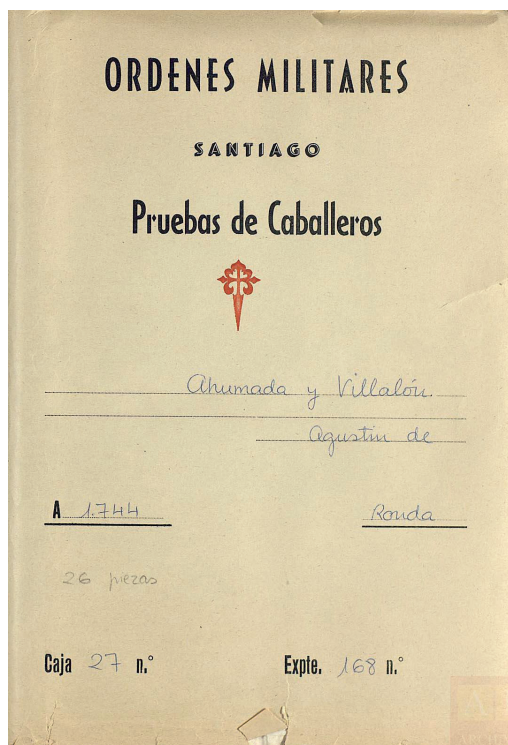 ORDENES MILITARES
SANTIAGO
Pruebas de Caballeros
Ahumada y Villalón.
Agustín de
A 1.744 Ronda
26 piezas
Caja 27 n.° Expte. 168 n.°